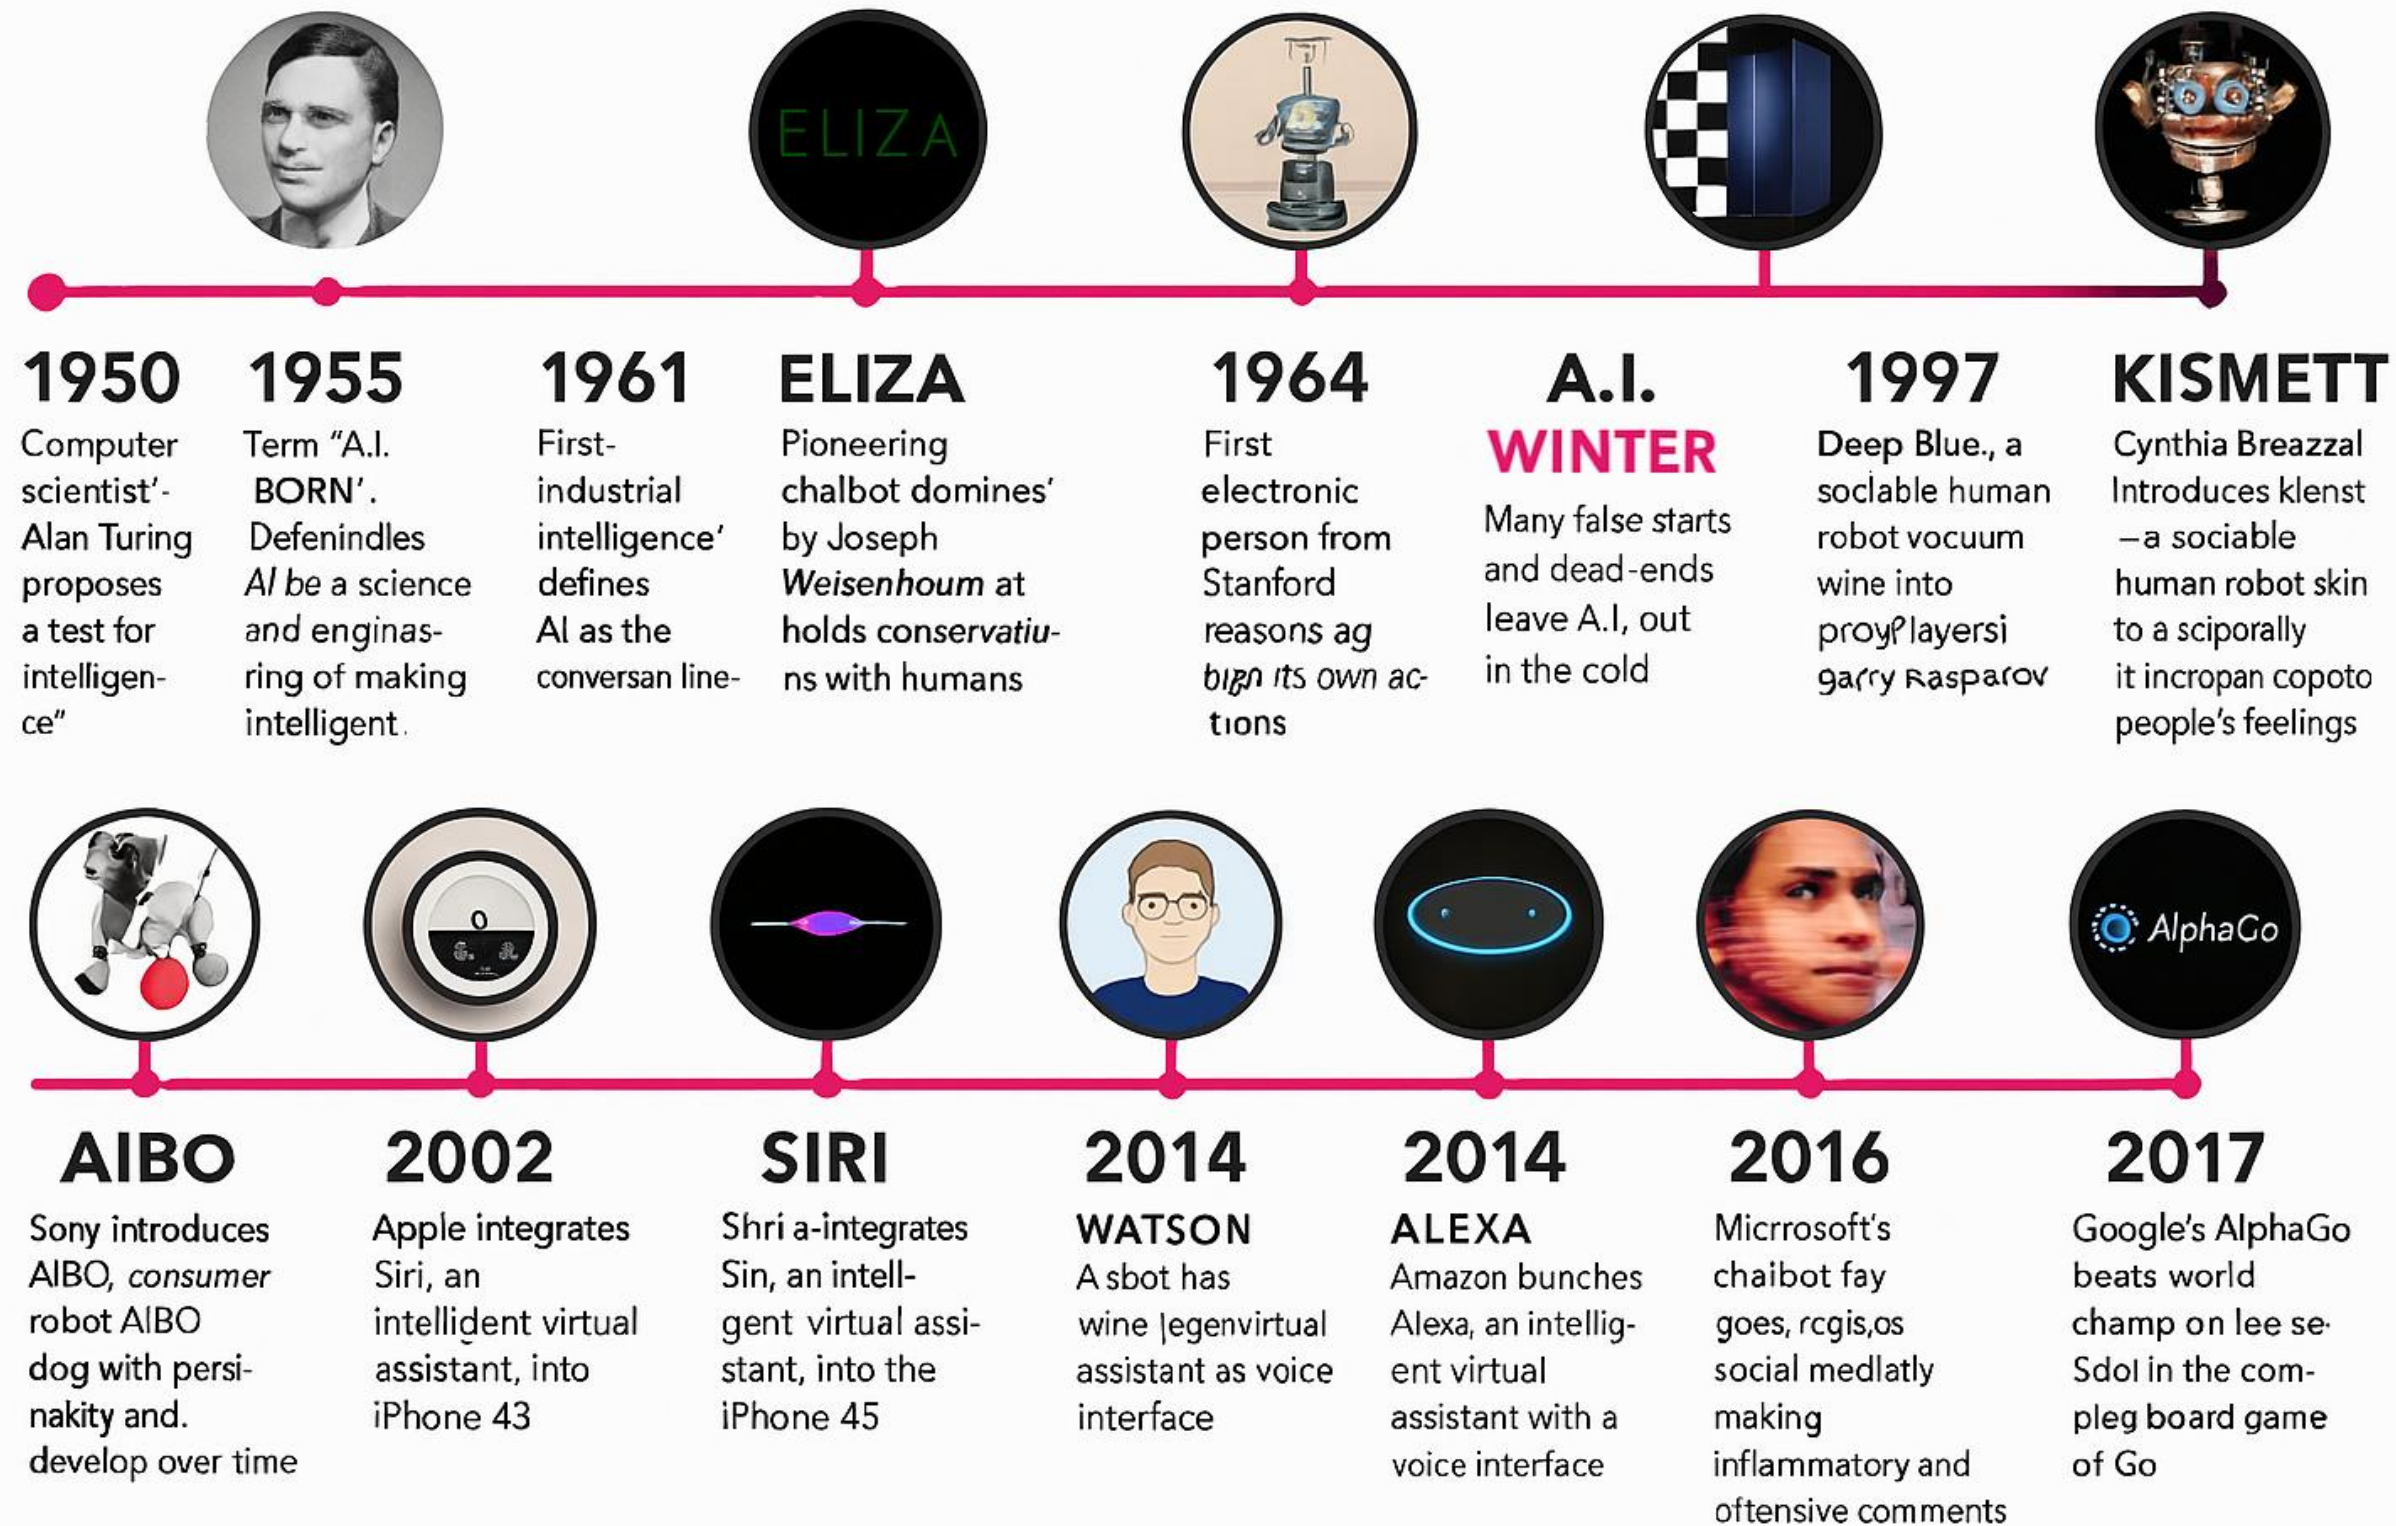 ELIZA
1950
Computer
scientist'-
Alan Turing
proposes
a test for
intelligen-
ce"
1955
Term "A.I.
BORN'.
Defenindles
AI be a science
and enginas-
ring of making
intelligent.
1961
First-
industrial
intelligence'
defines
AI as the
conversan line-
ELIZA
Pioneering
chalbot domines'
by Joseph
Weisenhoum at
holds conservatiu-
ns with humans
1964
First
electronic
person from
Stanford
reasons ag
its own ac-
tions
A.I.
WINTER
Many false starts
and dead-ends
leave A.I, out
in the cold
1997
Deep Blue., a
sociable human
robot vocuum
wine into
proyPlayersi
garry Rasparov
KISMETT
Cynthia Breazzal
Introduces klenst
—a sociable
human robot skin
to a sciporally
it incropan copoto
people's feelings
AlphaGo
AIBO
Sony introduces
AIBO, consumer
robot AIBO
dog with persi-
nakity and.
develop over time
2002
Apple integrates
Siri, an
intellident virtual
assistant, into
iPhone 43
SIRI
Shri a-integrates
Sin, an intell-
gent virtual assi-
stant, into the
iPhone 45
2014
WATSON
A sbot has
wine legenvirtual
assistant as voice
interface
2014
ALEXA
Amazon bunches
Alexa, an intellig-
ent virtual
assistant with a
voice interface
2016
Micrrosoft's
chaibot fay
goes, rcgis,os
social medlatly
making
inflammatory and
oftensive comments
2017
Google's AlphaGo
beats world
champ on lee se-
Sdol in the com-
pleg board game
of Go